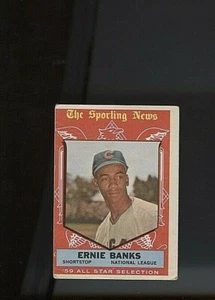 The Sporting News
ERNIE BANKS
SHORTSTOP NATIONAL LEAGUE
'59 ALL STAR SELECTION